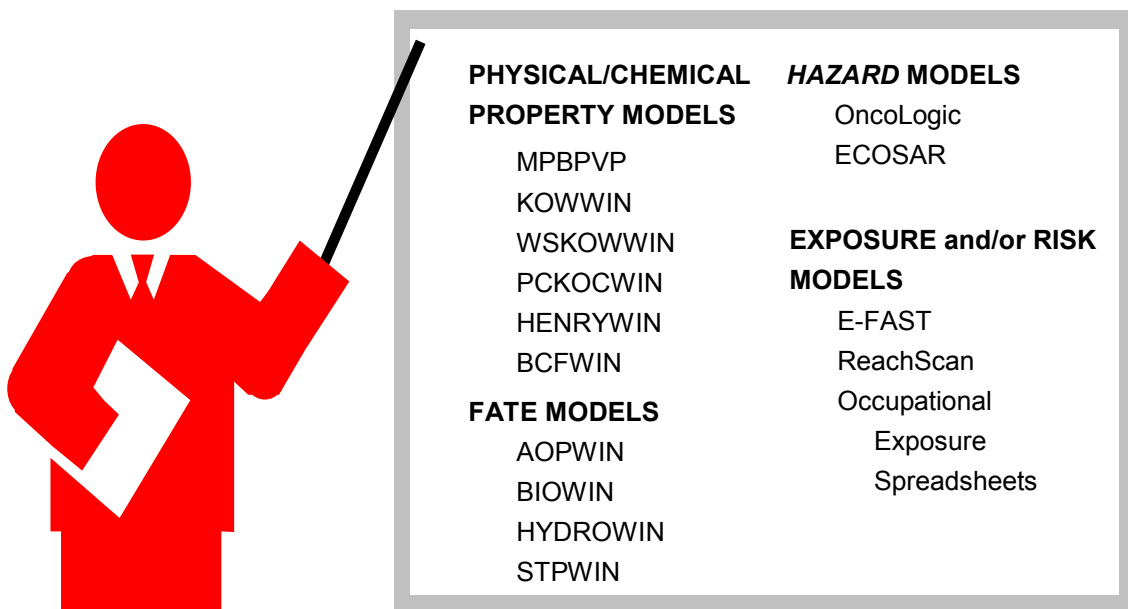 PHYSICAL/CHEMICAL
PROPERTY MODELS
MPBPVP
KOWWIN
WSKOWWIN
PCKOCWIN
HENRYWIN
BCFWIN
FATE MODELS
AOPWIN
BIOWIN
HYDROWIN
STPWIN
HAZARD MODELS
OncoLogic
ECOSAR
EXPOSURE and/or RISK
MODELS
E-FAST
ReachScan
Occupational
Exposure
Spreadsheets